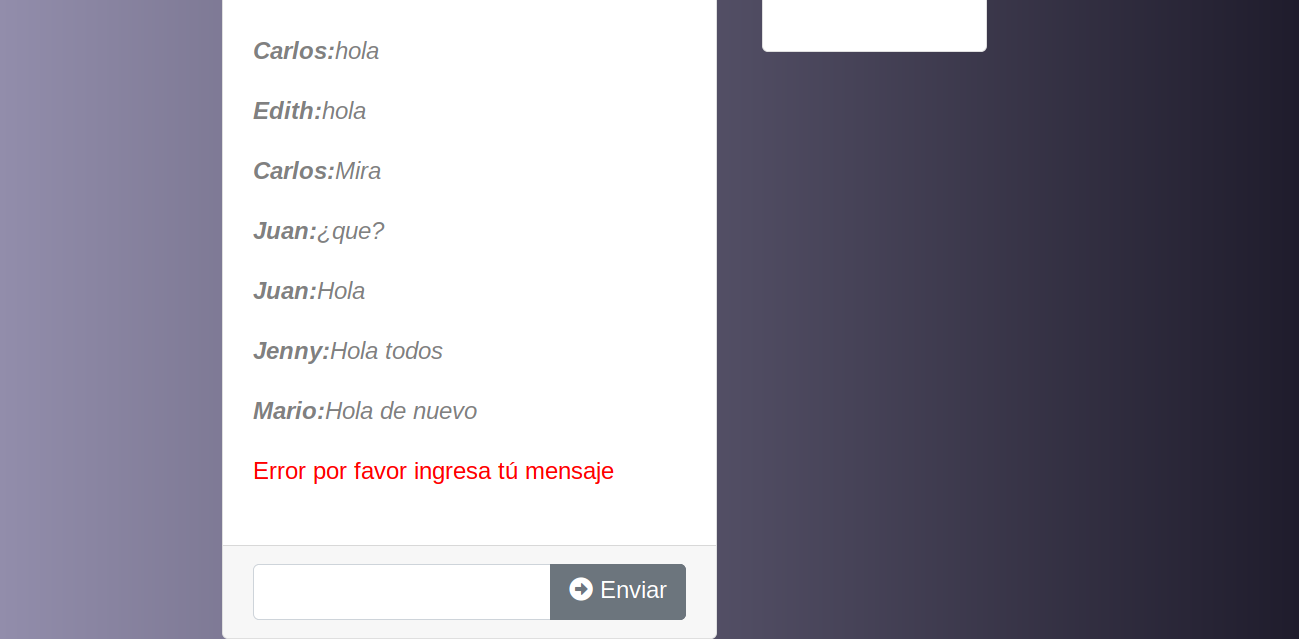 Carlos:hola
Edith:hola
Carlos:Mira
Juan:¿que?
Juan:Hola
Jenny:Hola todos
Mario:Hola de nuevo
Error por favor ingresa tú mensaje
Enviar